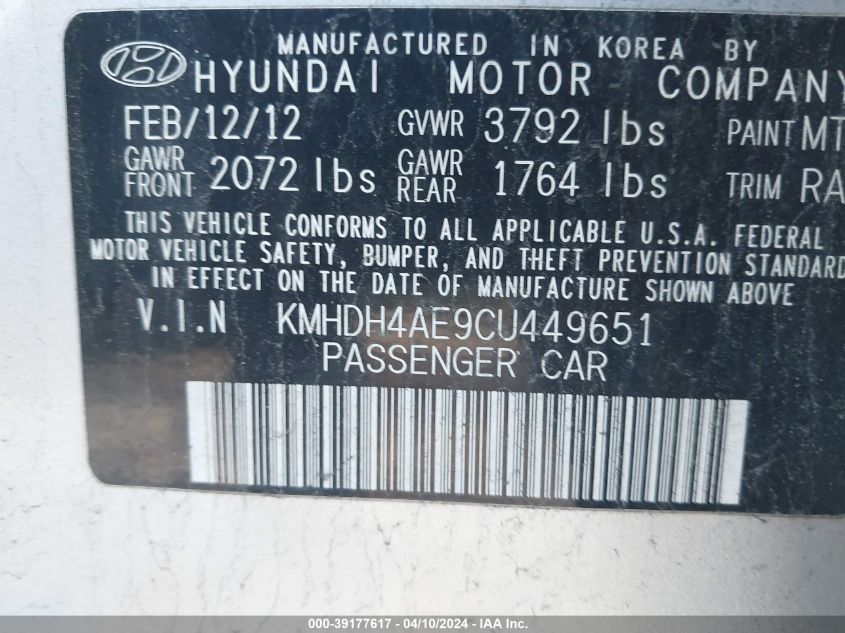 MANUFACTURED IN KOREA BY
HYUNDAI MOTOR COMPANY
FEB/12/12 GVWR 3792 lbs PAINT MT
GAWR FRONT 2072 lbs GAWR REAR 1764 lbs TRIM RA
THIS VEHICLE CONFORMS TO ALL APPLICABLE U.S.A. FEDERAL
MOTOR VEHICLE SAFETY, BUMPER, AND THEFT PREVENTION STANDARD
IN EFFECT ON THE DATE OF MANUFACTURE SHOWN ABOVE
V.I.N KMHDH4AE9CU449651
PASSENGER CAR
000-39177617 - 04/10/2024 - IAA Inc.